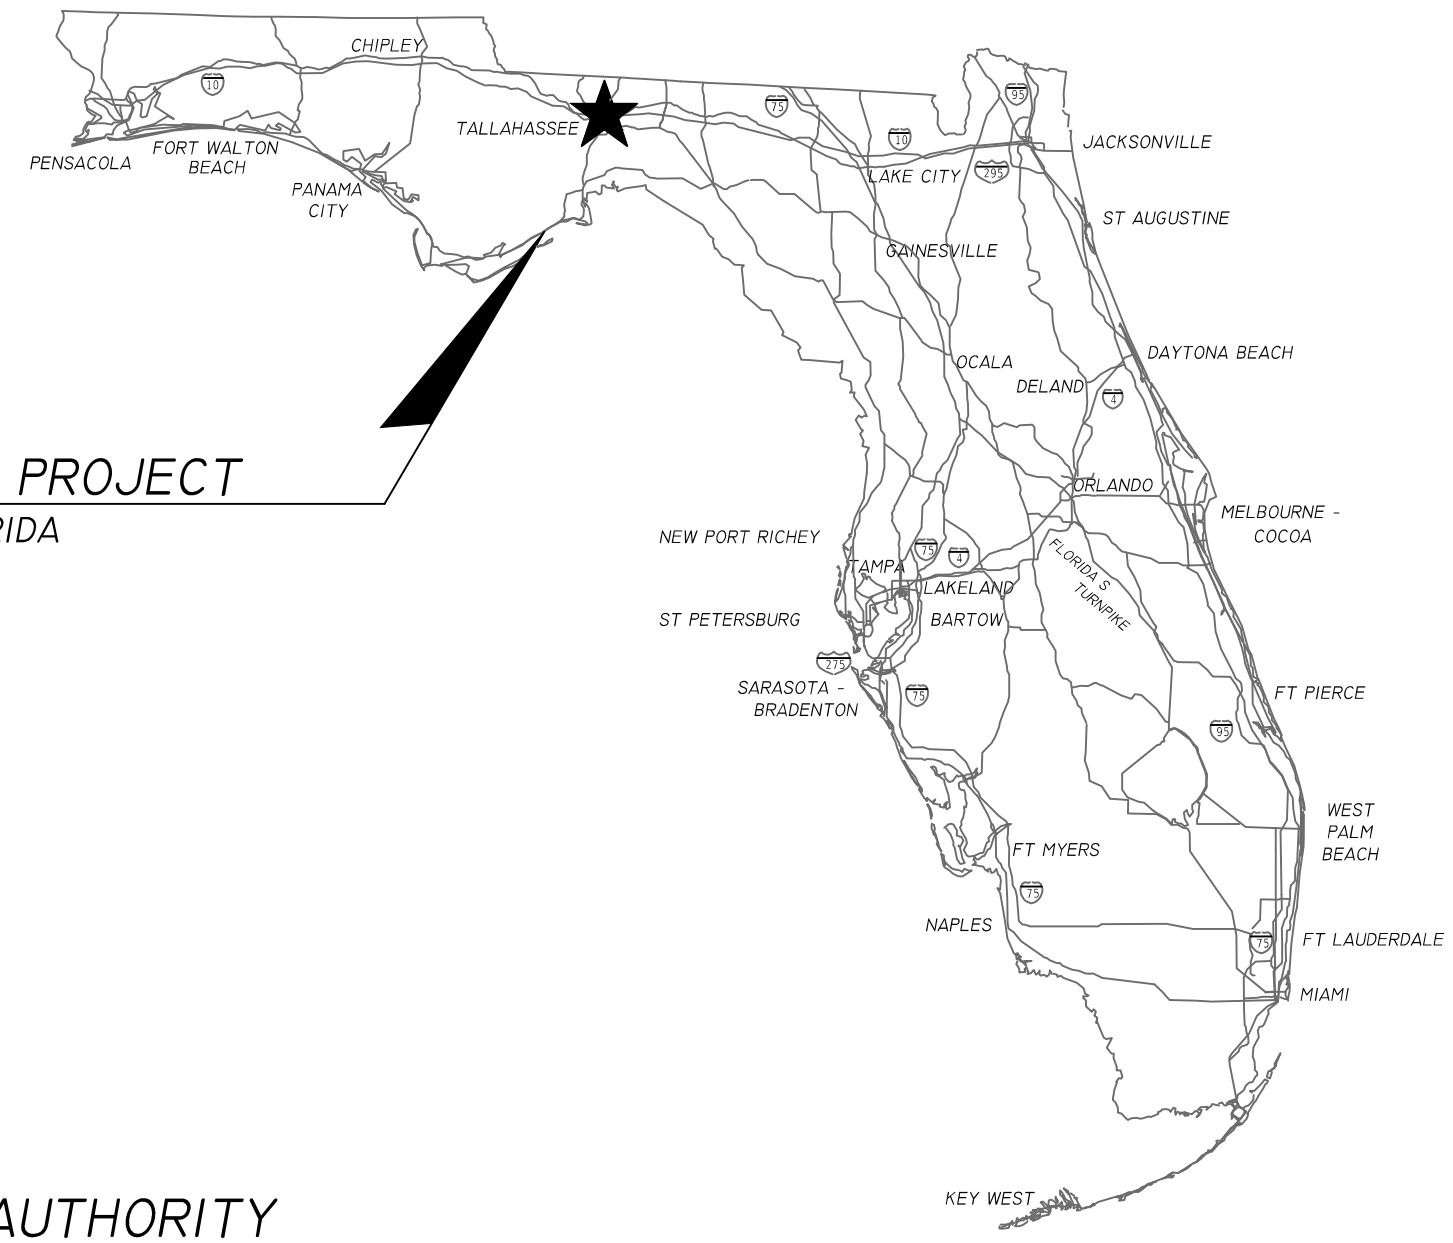 CHIPLEY
10
TALLAHASSEE
75
95
10
JACKSONVILLE
PENSACOLA
FORT WALTON
BEACH
PANAMA
CITY
LAKE CITY
295
ST AUGUSTINE
GAINESVILLE
OCALA
DAYTONA BEACH
DELAND
4
PROJECT
RIDA
ORLANDO
MELBOURNE -
COCOA
NEW PORT RICHEY
75
4
FLORIDA S
TURNPIKE
TAMPA
LAKELAND
ST PETERSBURG
BARTOW
275
SARASOTA -
BRADENTON
75
FT PIERCE
95
WEST
PALM
BEACH
FT MYERS
75
NAPLES
75
FT LAUDERDALE
MIAMI
KEY WEST
AUTHORITY